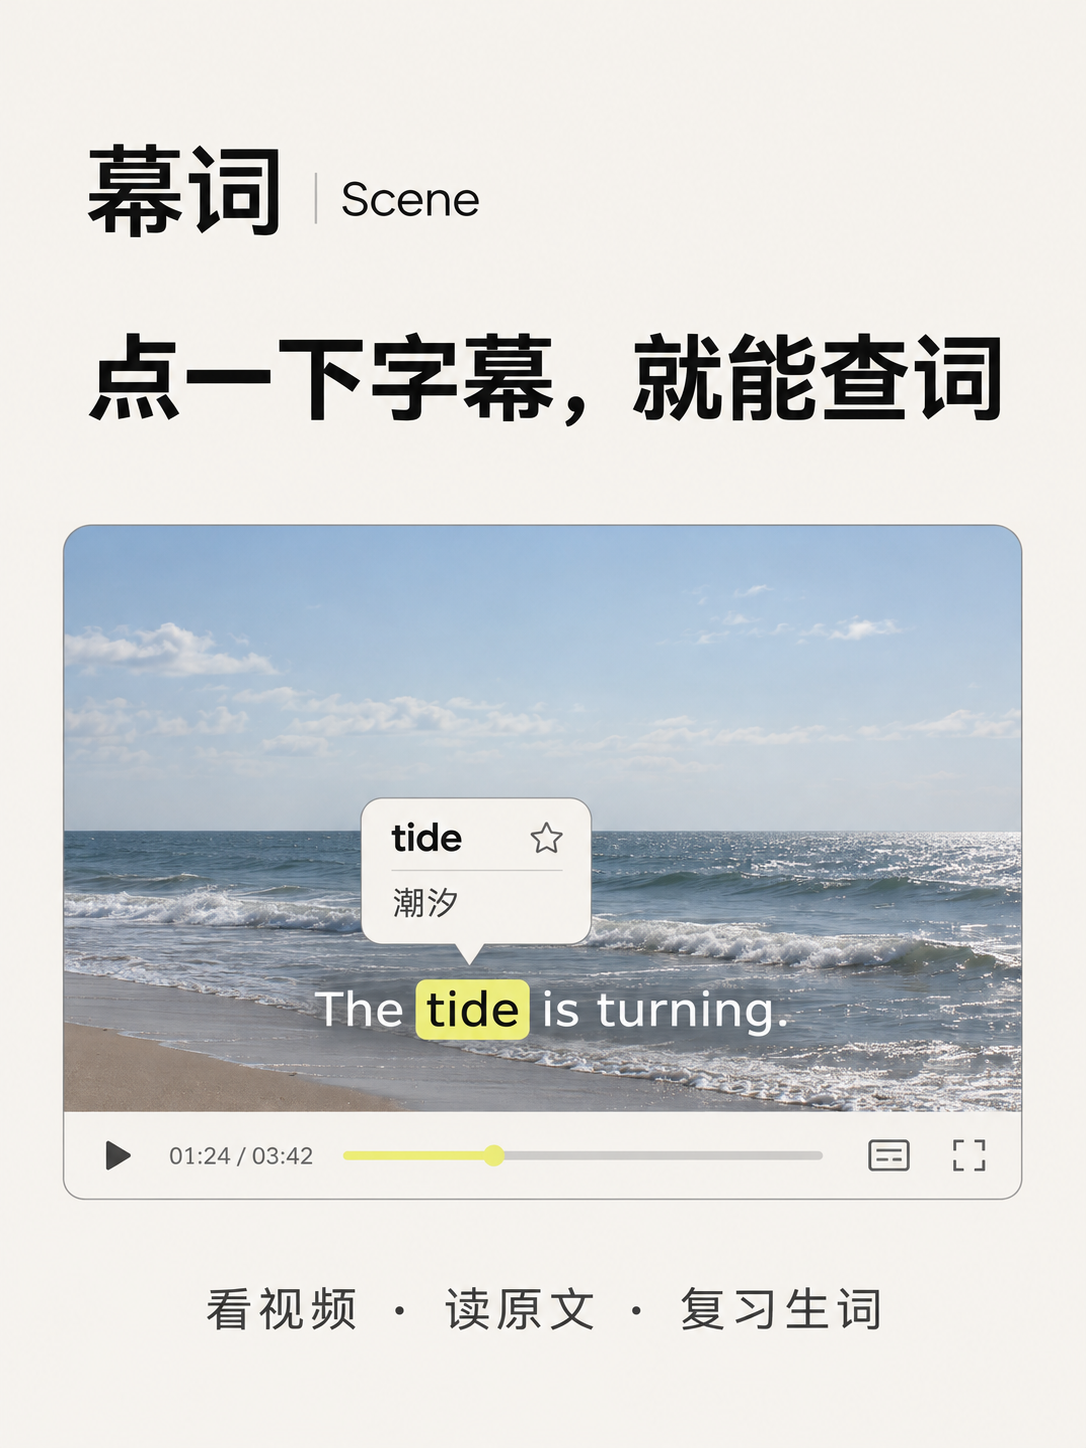 幕词 | Scene
点一下字幕，就能查词
tide
潮汐
The tide is turning.
01:24 / 03:42
看视频 · 读原文 · 复习生词